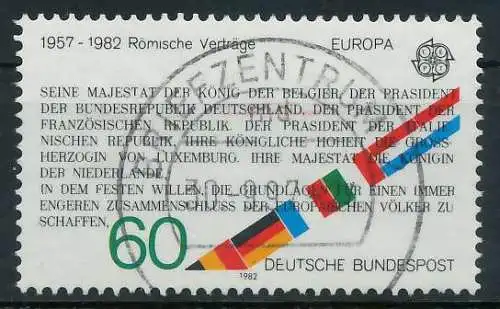 1957 - 1982 Römische Verträge EUROPA
SEINE MAJESTÄT DER KÖNIG DER BELGIER, DER PRÄSIDENT
DER BUNDESREPUBLIK DEUTSCHLAND, DER PRÄSIDENT DER
FRANZÖSISCHEN REPUBLIK, DER PRÄSIDENT DER ITALIE-
NISCHEN REPUBLIK, IHRE KÖNIGLICHE HOHEIT DIE GROSS-
HERZOGIN VON LUXEMBURG, IHRE MAJESTÄT DIE KÖNIGIN
DER NIEDERLANDE,
IN DEM FESTEN WILLEN, DIE GRUNDLAGEN FÜR EINEN IMMER
ENGEREN ZUSAMMENSCHLUSS DER EUROPÄISCHEN VÖLKER ZU
SCHAFFEN,
60
1982
DEUTSCHE BUNDESPOST